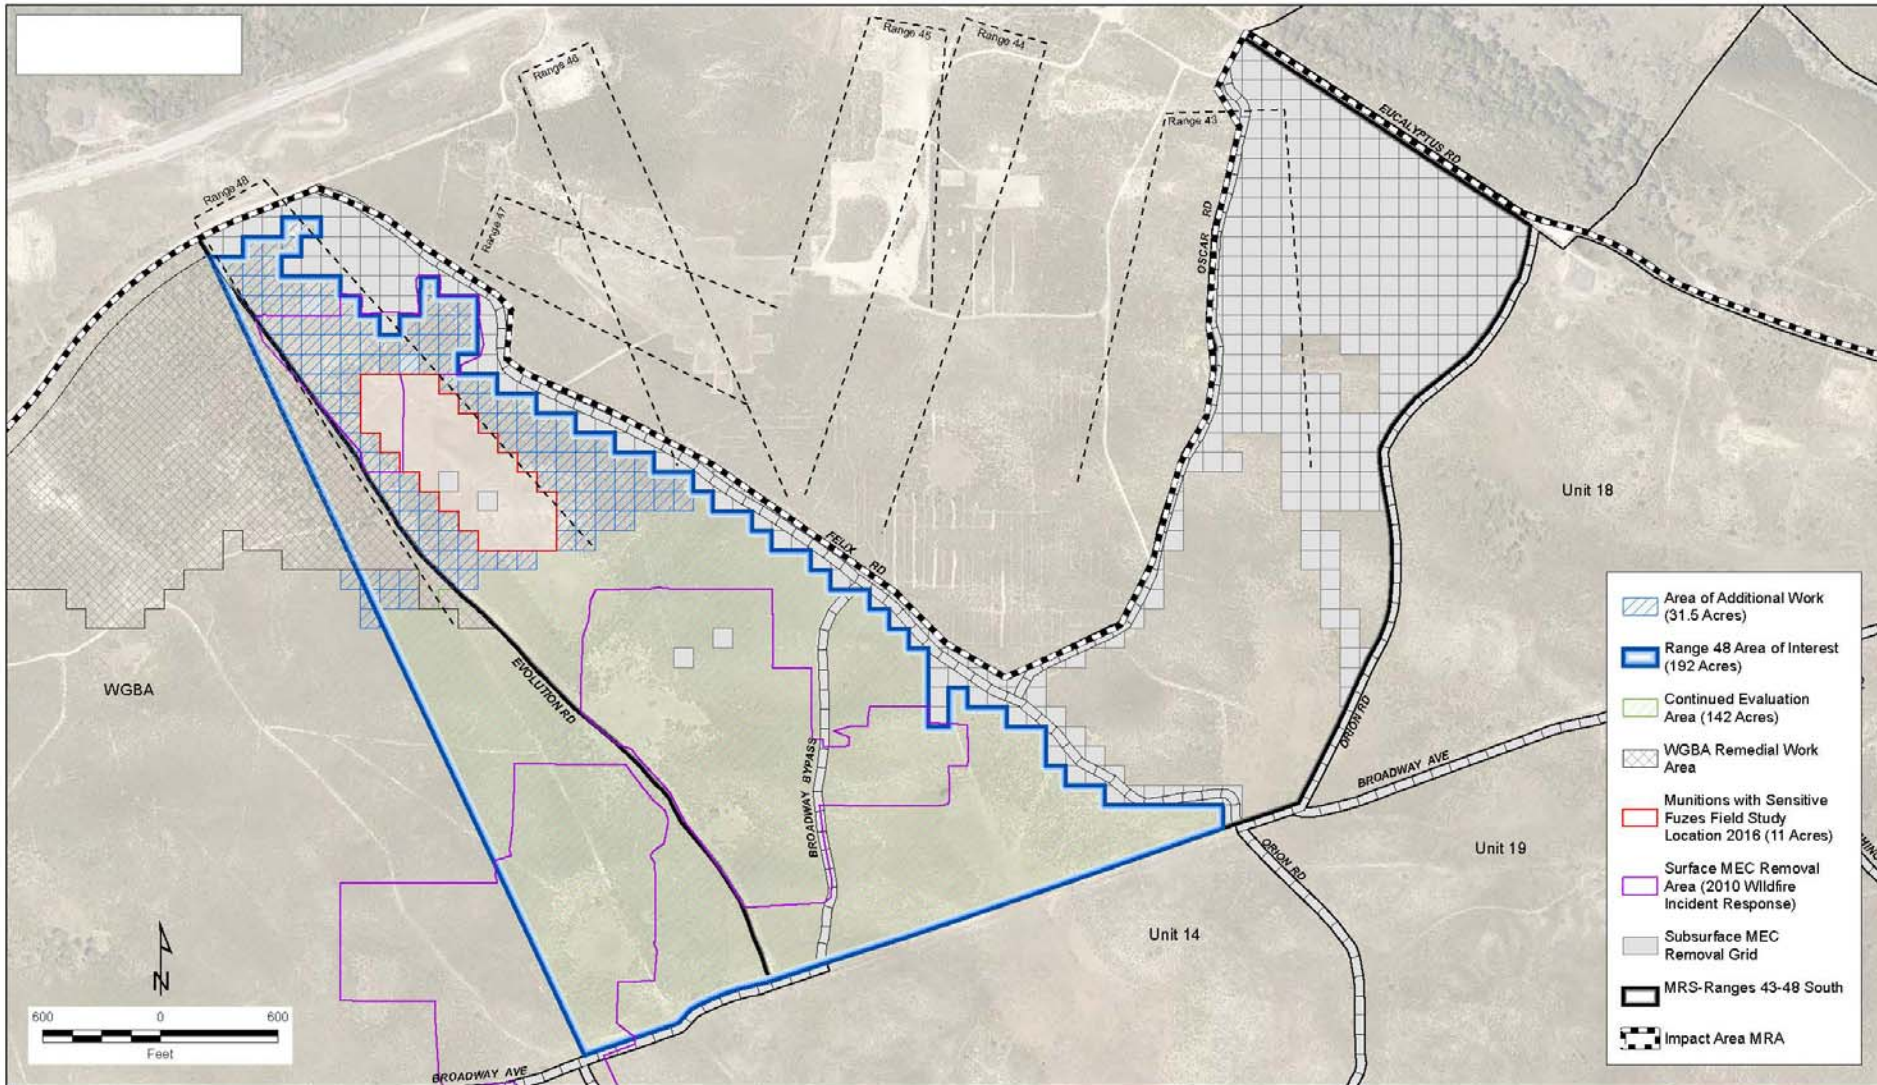 Range 45
Range 44
Range 46
Range 43
EUCALYPTUS RD
Range 48
Range 47
OSCAR RD
Unit 18
FELIX RD
WGBA
EVOLUTION RD
BROADWAY BYPASS
ORION RD
BROADWAY AVE
ORION RD
Unit 19
Unit 14
BROADWAY AVE
N
600 0 600
Feet
Area of Additional Work
(31.5 Acres)
Range 48 Area of Interest
(192 Acres)
Continued Evaluation
Area (142 Acres)
WGBA Remedial Work
Area
Munitions with Sensitive
Fuzes Field Study
Location 2016 (11 Acres)
Surface MEC Removal
Area (2010 Wildfire
Incident Response)
Subsurface MEC
Removal Grid
MRS-Ranges 43-48 South
Impact Area MRA